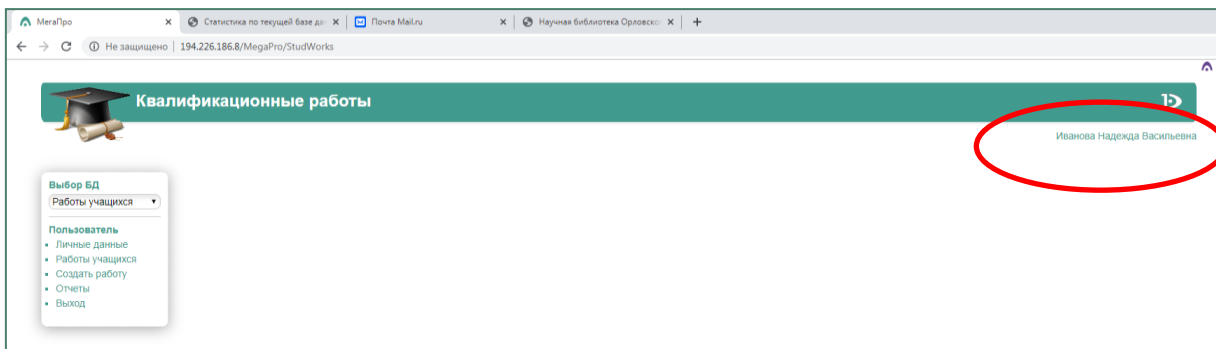 МегаПро
Статистика по текущей базе да
Почта Mail.ru
Научная библиотека Орловско
Не защищено | 194.226.186.8/MegaPro/StudWorks
Квалификационные работы
Иванова Надежда Васильевна
Выбор БД
Работы учащихся
Пользователь
Личные данные
Работы учащихся
Создать работу
Отчеты
Выход